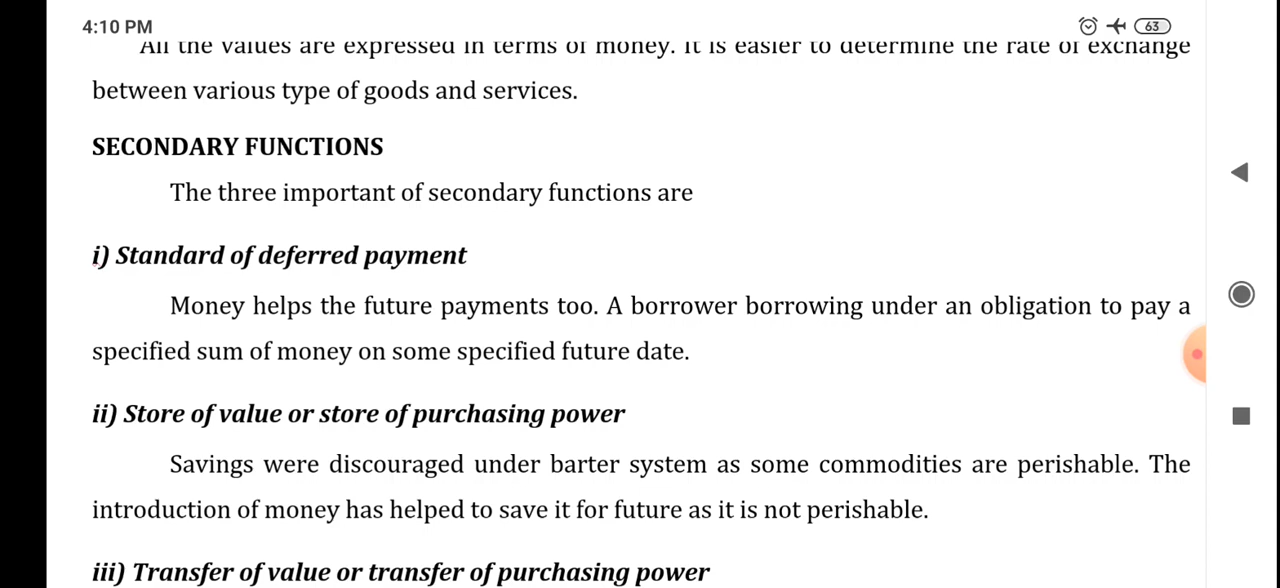 4:10 PM
63
All the values are expressed in terms of money. It is easier to determine the rate of exchange
between various type of goods and services.
SECONDARY FUNCTIONS
The three important of secondary functions are
i) Standard of deferred payment
Money helps the future payments too. A borrower borrowing under an obligation to pay a
specified sum of money on some specified future date.
ii) Store of value or store of purchasing power
Savings were discouraged under barter system as some commodities are perishable. The
introduction of money has helped to save it for future as it is not perishable.
iii) Transfer of value or transfer of purchasing power